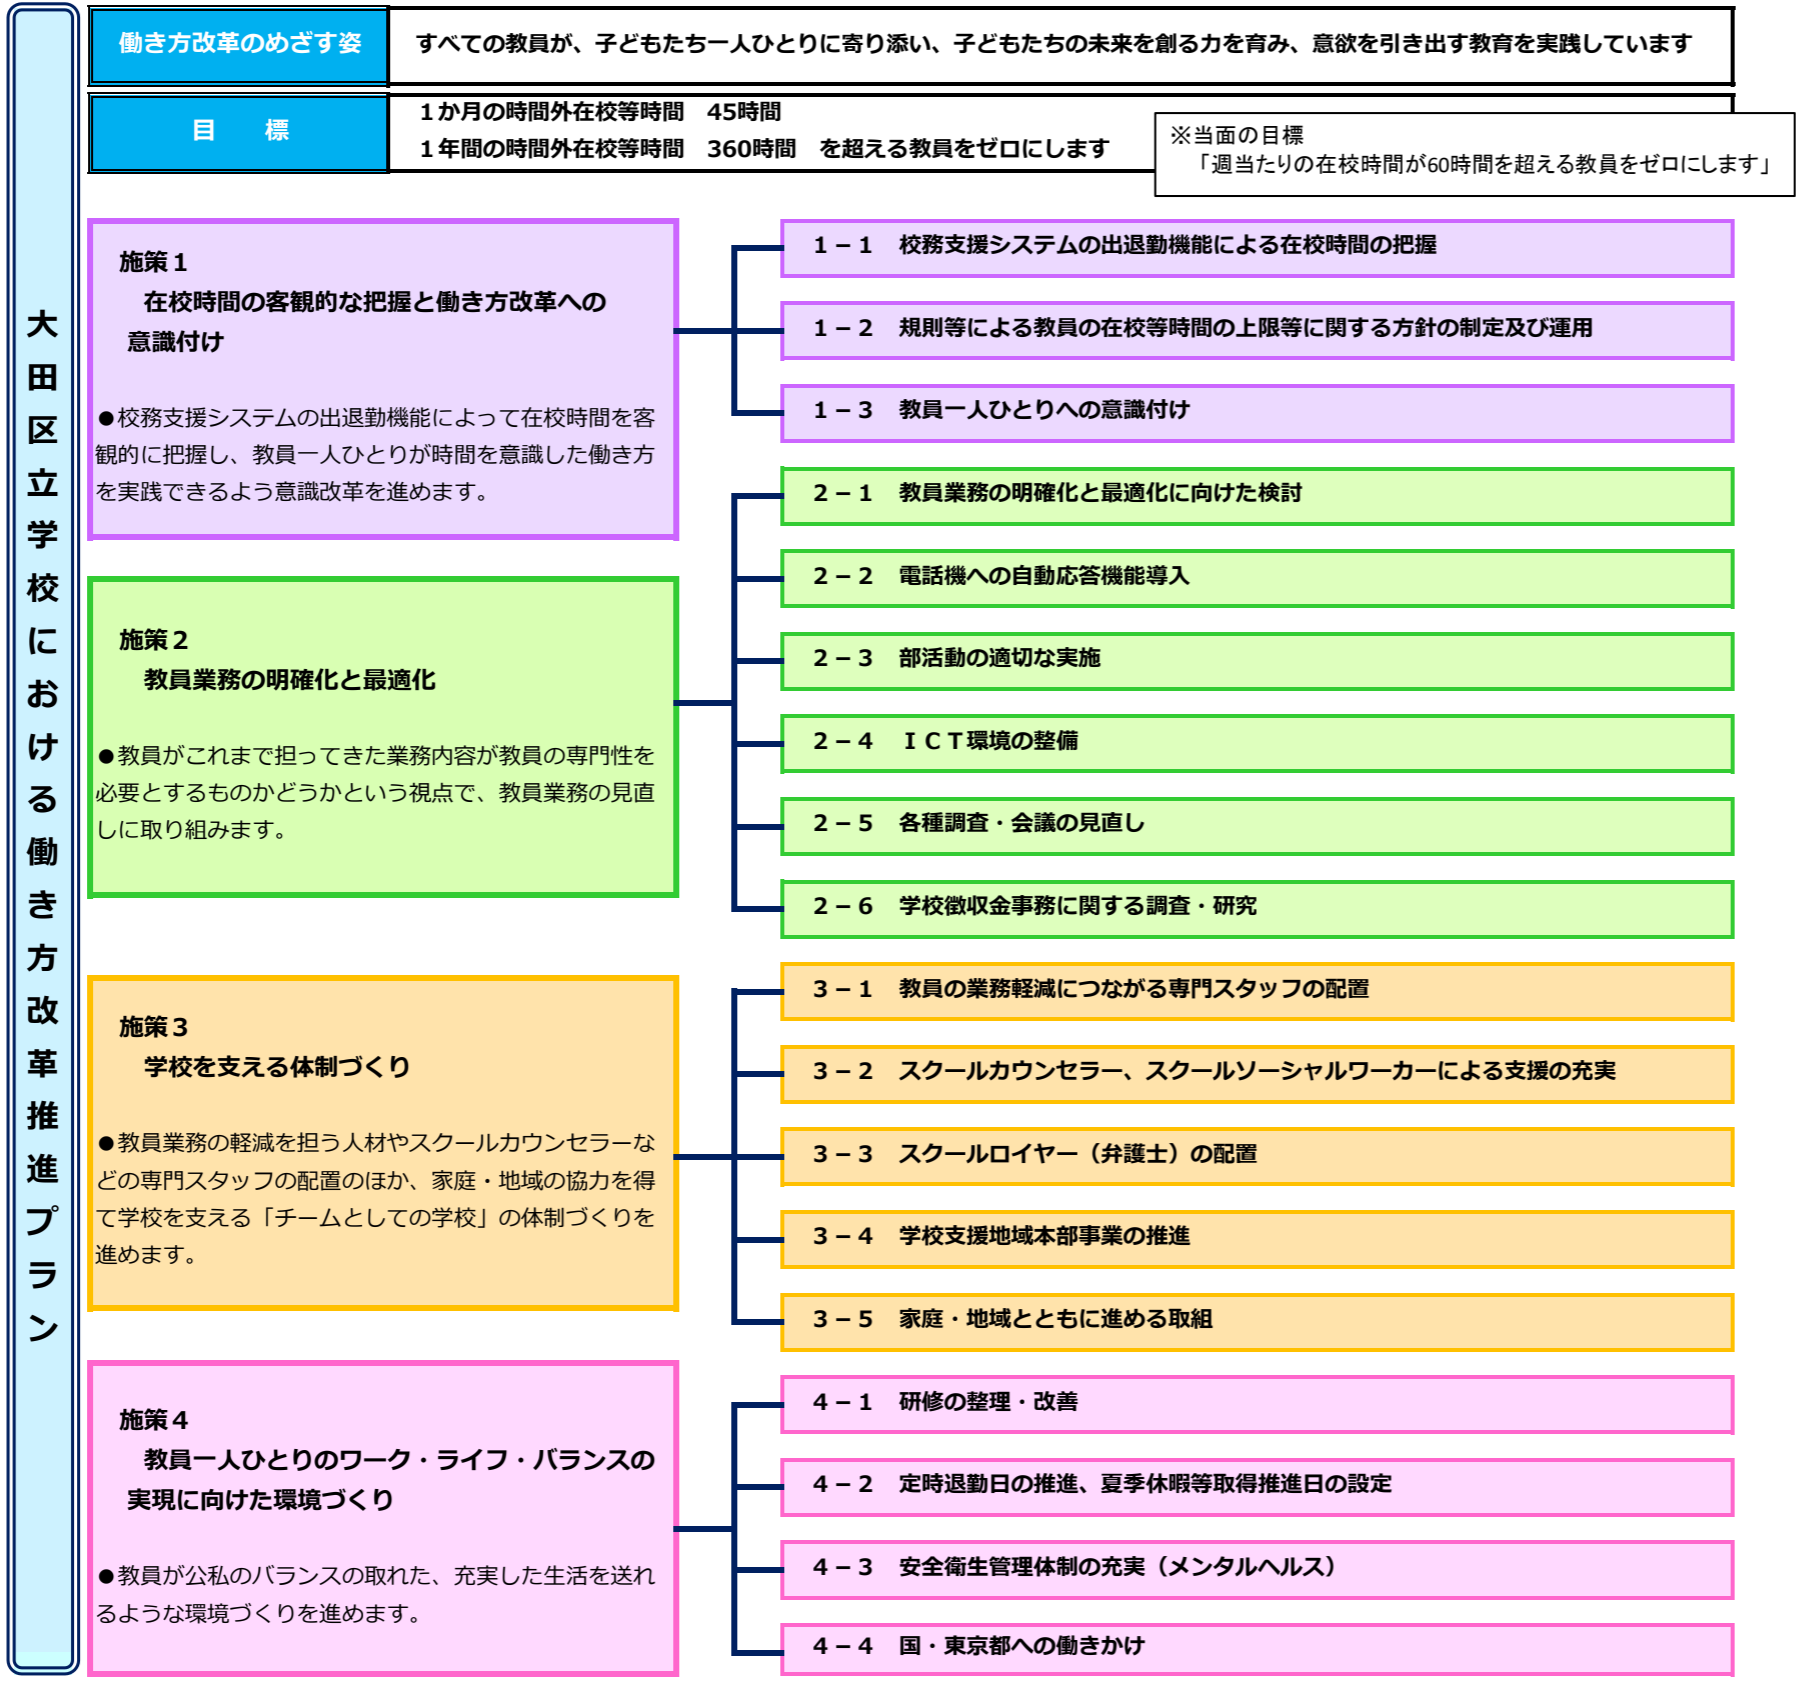 大田区立学校における働き方改革推進プラン
働き方改革のめざす姿
すべての教員が、子どもたち一人ひとりに寄り添い、子どもたちの未来を創る力を育み、意欲を引き出す教育を実践しています
目　標
１か月の時間外在校等時間　45時間
１年間の時間外在校等時間　360時間　を超える教員をゼロにします
※当面の目標
「週当たりの在校時間が60時間を超える教員をゼロにします」
施策１
在校時間の客観的な把握と働き方改革への
意識付け
●校務支援システムの出退勤機能によって在校時間を客
観的に把握し、教員一人ひとりが時間を意識した働き方
を実践できるよう意識改革を進めます。
１－１　校務支援システムの出退勤機能による在校時間の把握
１－２　規則等による教員の在校等時間の上限等に関する方針の制定及び運用
１－３　教員一人ひとりへの意識付け
施策２
教員業務の明確化と最適化
●教員がこれまで担ってきた業務内容が教員の専門性を
必要とするものかどうかという視点で、教員業務の見直
しに取り組みます。
２－１　教員業務の明確化と最適化に向けた検討
２－２　電話機への自動応答機能導入
２－３　部活動の適切な実施
２－４　ＩＣＴ環境の整備
２－５　各種調査・会議の見直し
２－６　学校徴収金事務に関する調査・研究
施策３
学校を支える体制づくり
●教員業務の軽減を担う人材やスクールカウンセラーな
どの専門スタッフの配置のほか、家庭・地域の協力を得
て学校を支える「チームとしての学校」の体制づくりを
進めます。
３－１　教員の業務軽減につながる専門スタッフの配置
３－２　スクールカウンセラー、スクールソーシャルワーカーによる支援の充実
３－３　スクールロイヤー（弁護士）の配置
３－４　学校支援地域本部事業の推進
３－５　家庭・地域とともに進める取組
施策４
教員一人ひとりのワーク・ライフ・バランスの
実現に向けた環境づくり
●教員が公私のバランスの取れた、充実した生活を送れ
るような環境づくりを進めます。
４－１　研修の整理・改善
４－２　定時退勤日の推進、夏季休暇等取得推進日の設定
４－３　安全衛生管理体制の充実（メンタルヘルス）
４－４　国・東京都への働きかけ